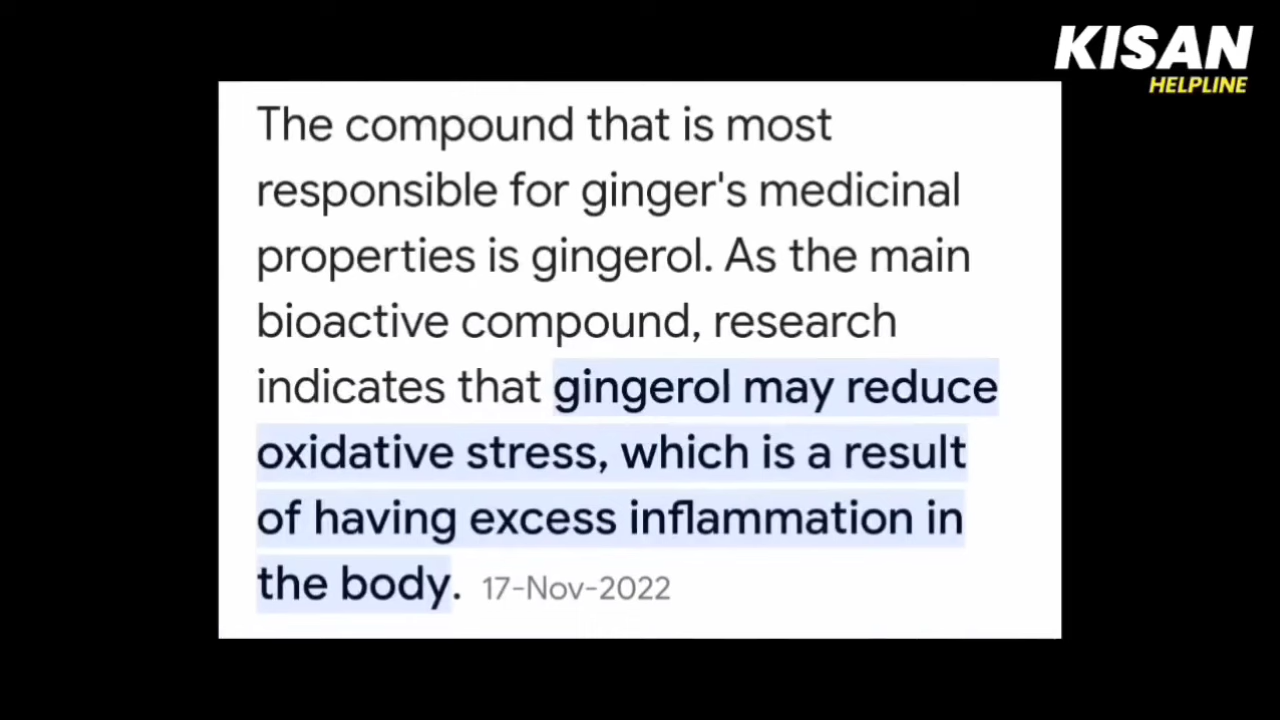 KISAN
HELPLINE
The compound that is most
responsible for ginger's medicinal
properties is gingerol. As the main
bioactive compound, research
indicates that gingerol may reduce
oxidative stress, which is a result
of having excess inflammation in
the body. 17-Nov-2022